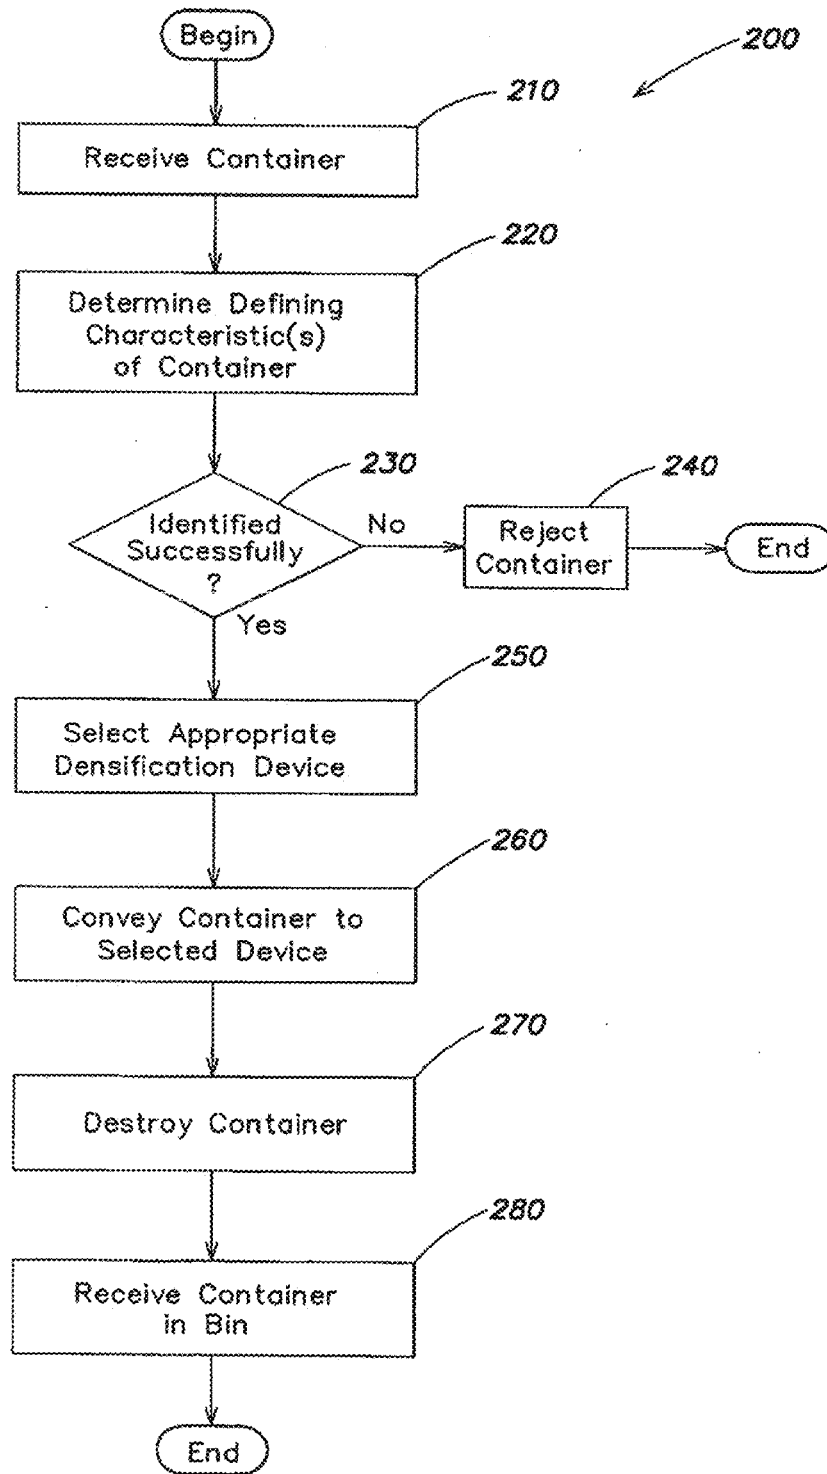 Begin
200
210
Receive Container
220
Determine Defining
Characteristic(s)
of Container
230
Identified
Successfully
?
No
240
Reject
Container
End
Yes
250
Select Appropriate
Densification Device
260
Convey Container to
Selected Device
270
Destroy Container
280
Receive Container
in Bin
End